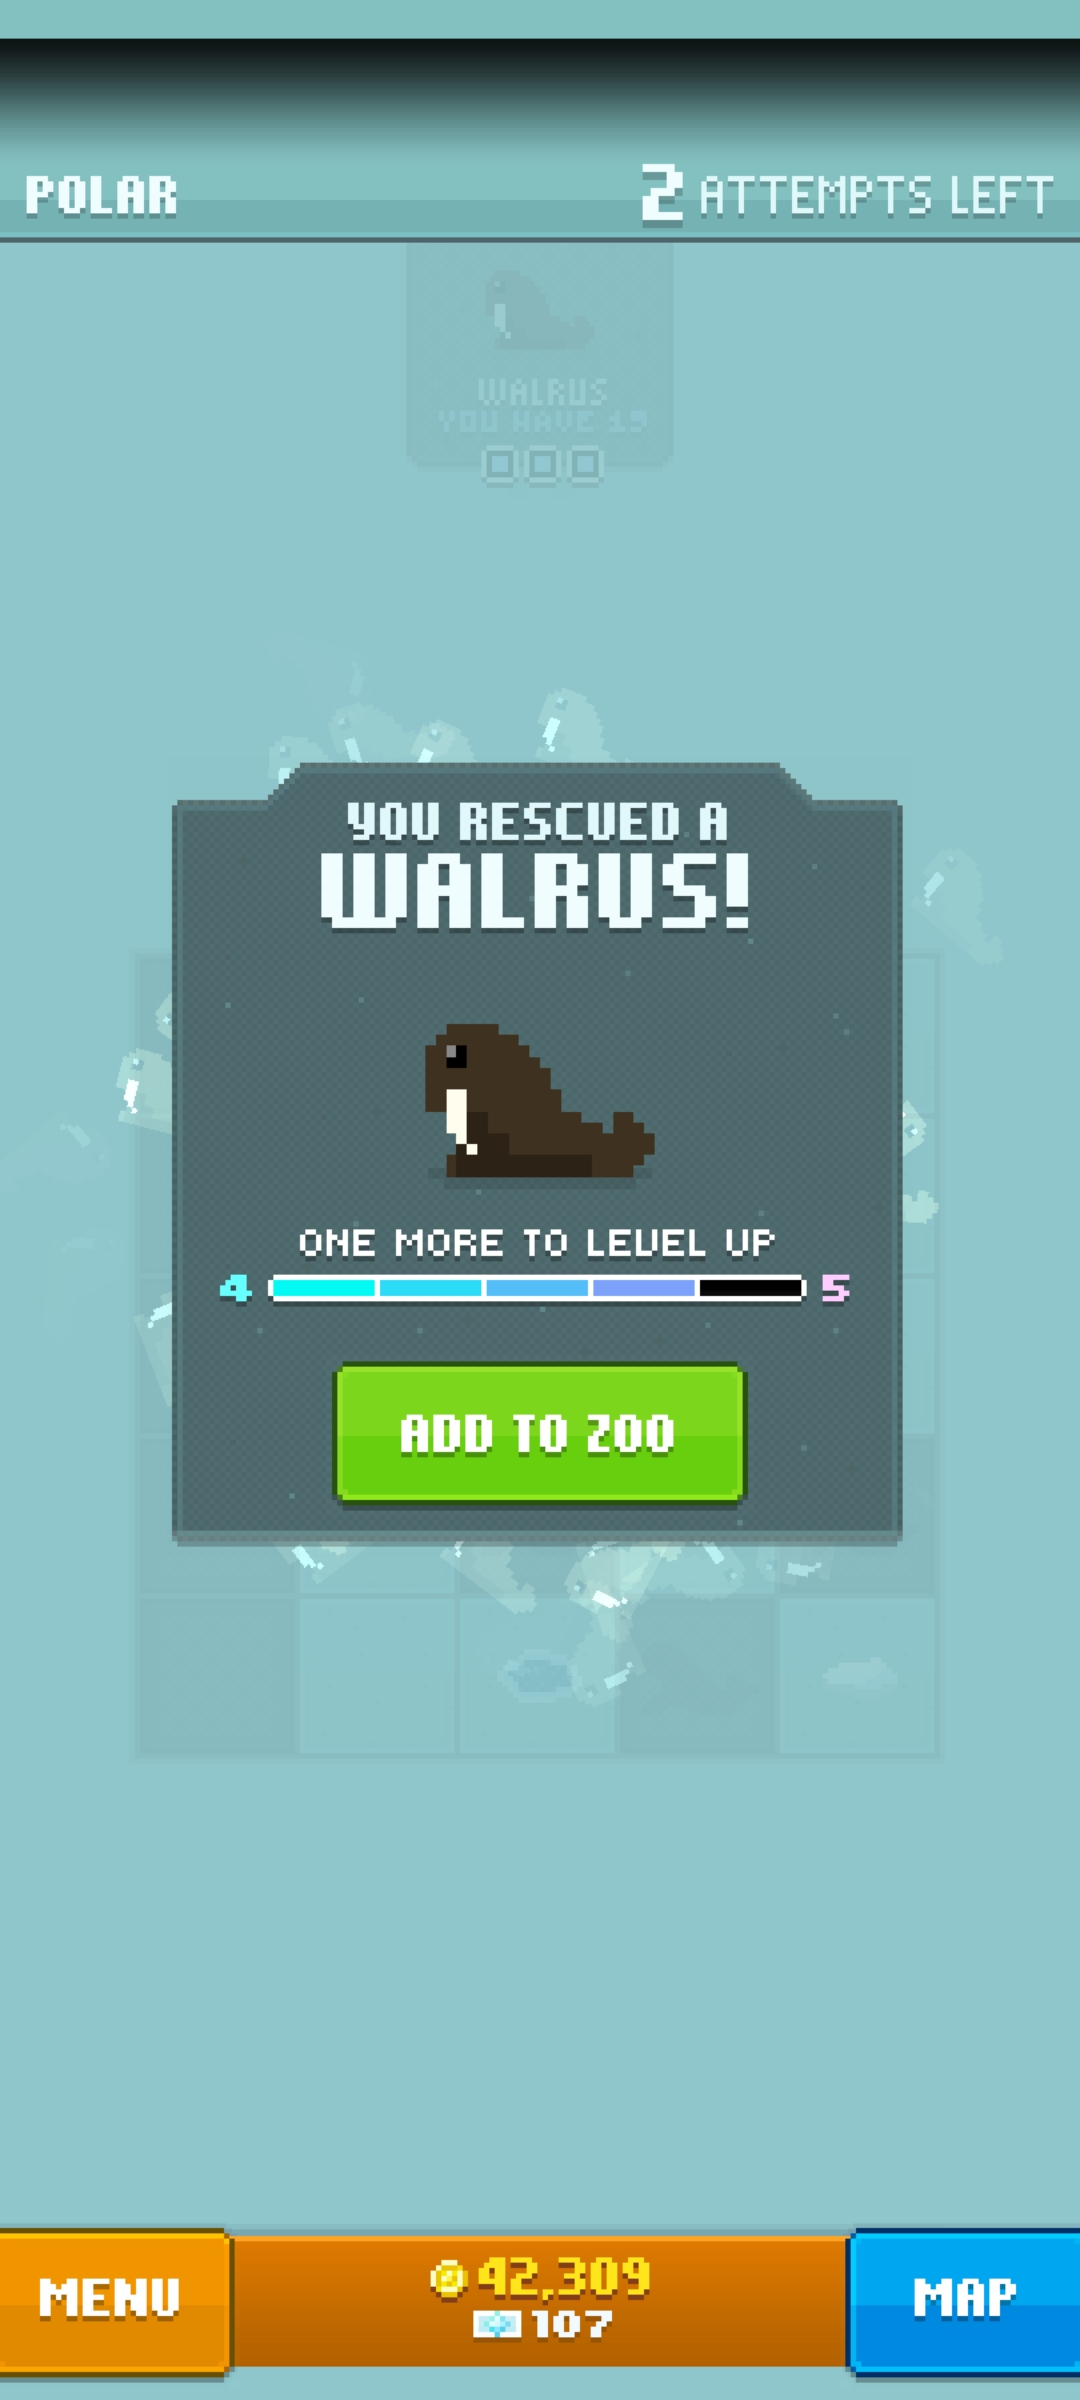 POLAR
2 ATTEMPTS LEFT
WALRUS
YOU HAVE 19
YOU RESCUED A
WALRUS!
ONE MORE TO LEVEL UP
4 5
ADD TO ZOO
MENU
42,309
107
MAP